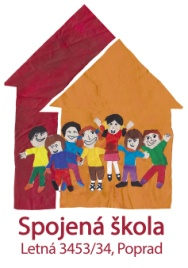 Spojená škola
Letná 3453/34, Poprad